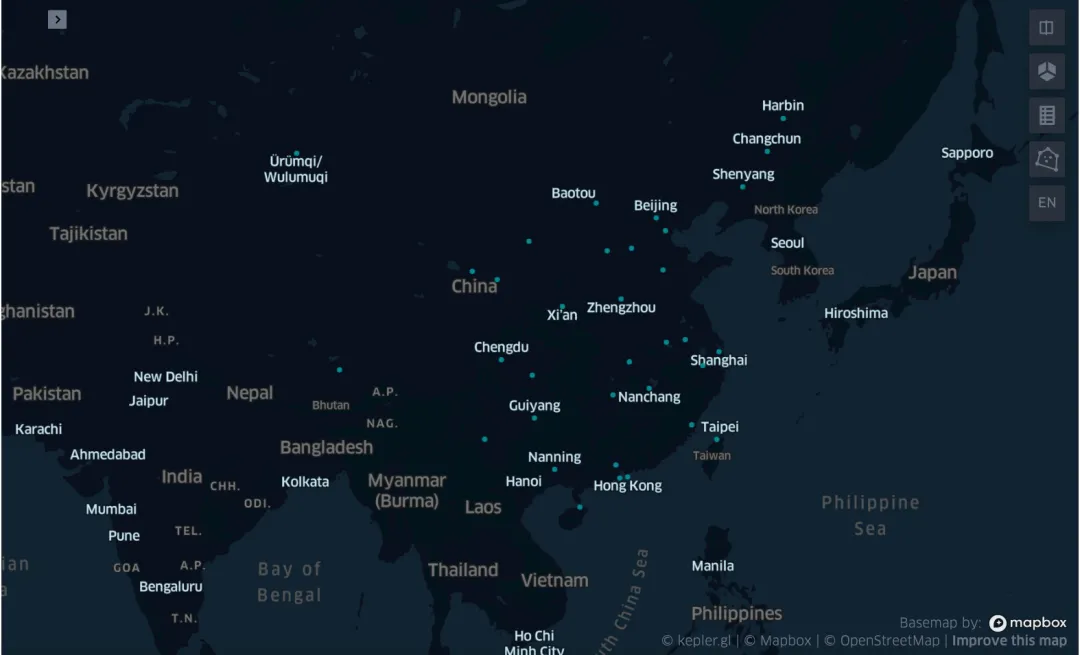 Kazakhstan
Mongolia
Harbin
Changchun
Sapporo
Ürümqi/
Wulumuqi
Shenyang
stan
Kyrgyzstan
Baotou
Beijing
EN
North Korea
Tajikistan
Seoul
South Korea
Japan
China
ghanistan
J.K.
Xi'an
Zhengzhou
Hiroshima
H.P.
Chengdu
Shanghai
New Delhi
Pakistan
Jaipur
Nepal
Bhutan
A.P.
Guiyang
Nanchang
Karachi
NAG.
Taipei
Ahmedabad
Bangladesh
Nanning
Taiwan
India
CHH.
Kolkata
Myanmar
(Burma)
Hanoi
Hong Kong
ODI.
Laos
Mumbai
Philippine
Sea
Pune
TEL.
ian
a
GOA
A.P.
Bay of
Bengal
Thailand
Vietnam
Manila
Bengaluru
T.N.
uth China Sea
Philippines
Ho Chi
Minh City
Basemap by: mapbox
© kepler.gl | © Mapbox | © OpenStreetMap | Improve this map